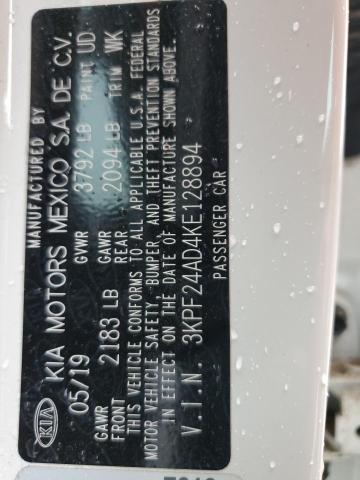 MANUFACTURED BY
KIA KIA MOTORS MEXICO S.A. DE C.V.
05/19 GVWR 3792 LB PAINT UD
GAWR FRONT 2183 LB GAWR REAR 2094 LB TRIM WK
THIS VEHICLE CONFORMS TO ALL APPLICABLE U.S.A. FEDERAL
MOTOR VEHICLE SAFETY, BUMPER, AND THEFT PREVENTION STANDARDS
IN EFFECT ON THE DATE OF MANUFACTURE SHOWN ABOVE.
V.I.N. 3KPF24AD4KE128894
PASSENGER CAR